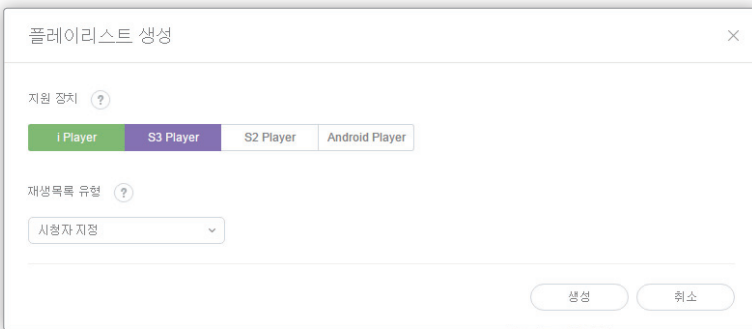 플레이리스트 생성
지원 장치 ?
i Player S3 Player S2 Player Android Player
재생목록 유형 ?
시청자 지정
생성 취소